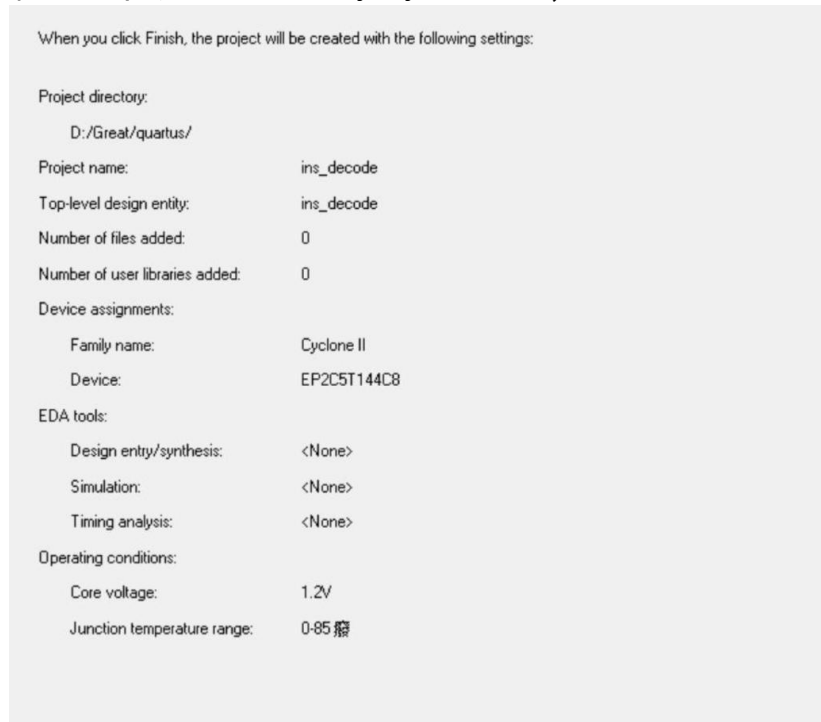 When you click Finish, the project will be created with the following settings:
Project directory:
D:/Great/quartus/
Project name: ins_decode
Top-level design entity: ins_decode
Number of files added: 0
Number of user libraries added: 0
Device assignments:
Family name: Cyclone II
Device: EP2C5T144C8
EDA tools:
Design entry/synthesis: <None>
Simulation: <None>
Timing analysis: <None>
Operating conditions:
Core voltage: 1.2V
Junction temperature range: 0-85 癈